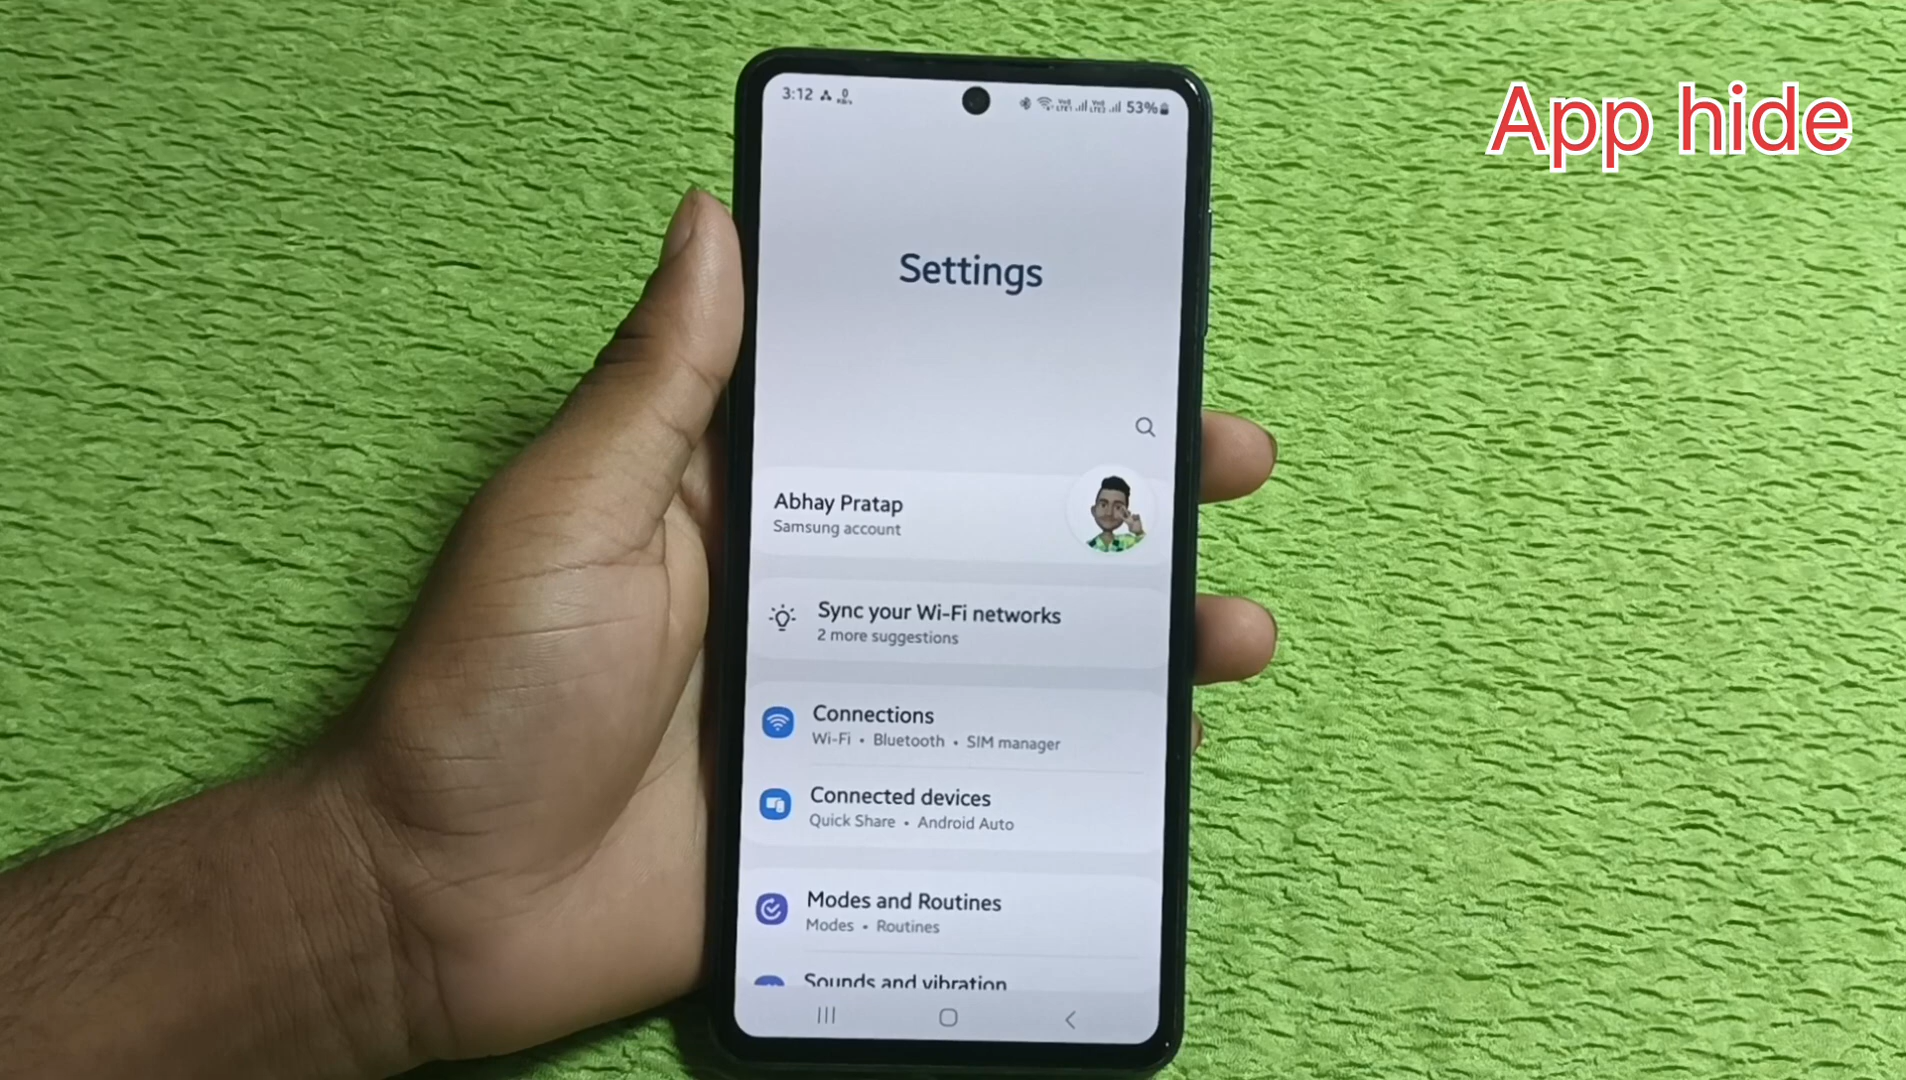 App hide
3:12
53%
Settings
Abhay Pratap
Samsung account
Sync your Wi-Fi networks
2 more suggestions
Connections
Wi-Fi • Bluetooth • SIM manager
Connected devices
Quick Share • Android Auto
Modes and Routines
Modes • Routines
Sounds and vibration